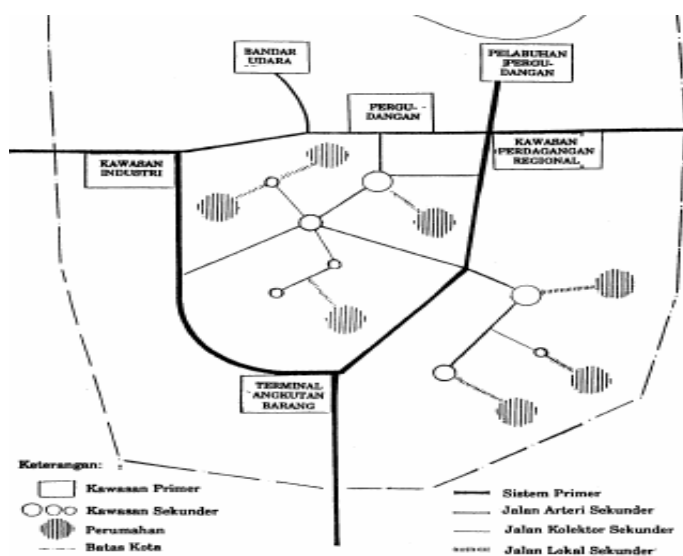 BANDAR
UDARA
PELABUHAN
(PERGU-
DANGAN
PERGU-
DANGAN
KAWASAN
INDUSTRI
KAWASAN
PERDAGANGAN
REGIONAL
TERMINAL
ANGKUTAN
BARANG
Keterangan:
Kawasan Primer
Kawasan Sekunder
Perumahan
Batas Kota
Sistem Primer
Jalan Arteri Sekunder
Jalan Kolektor Sekunder
Jalan Lokal Sekunder